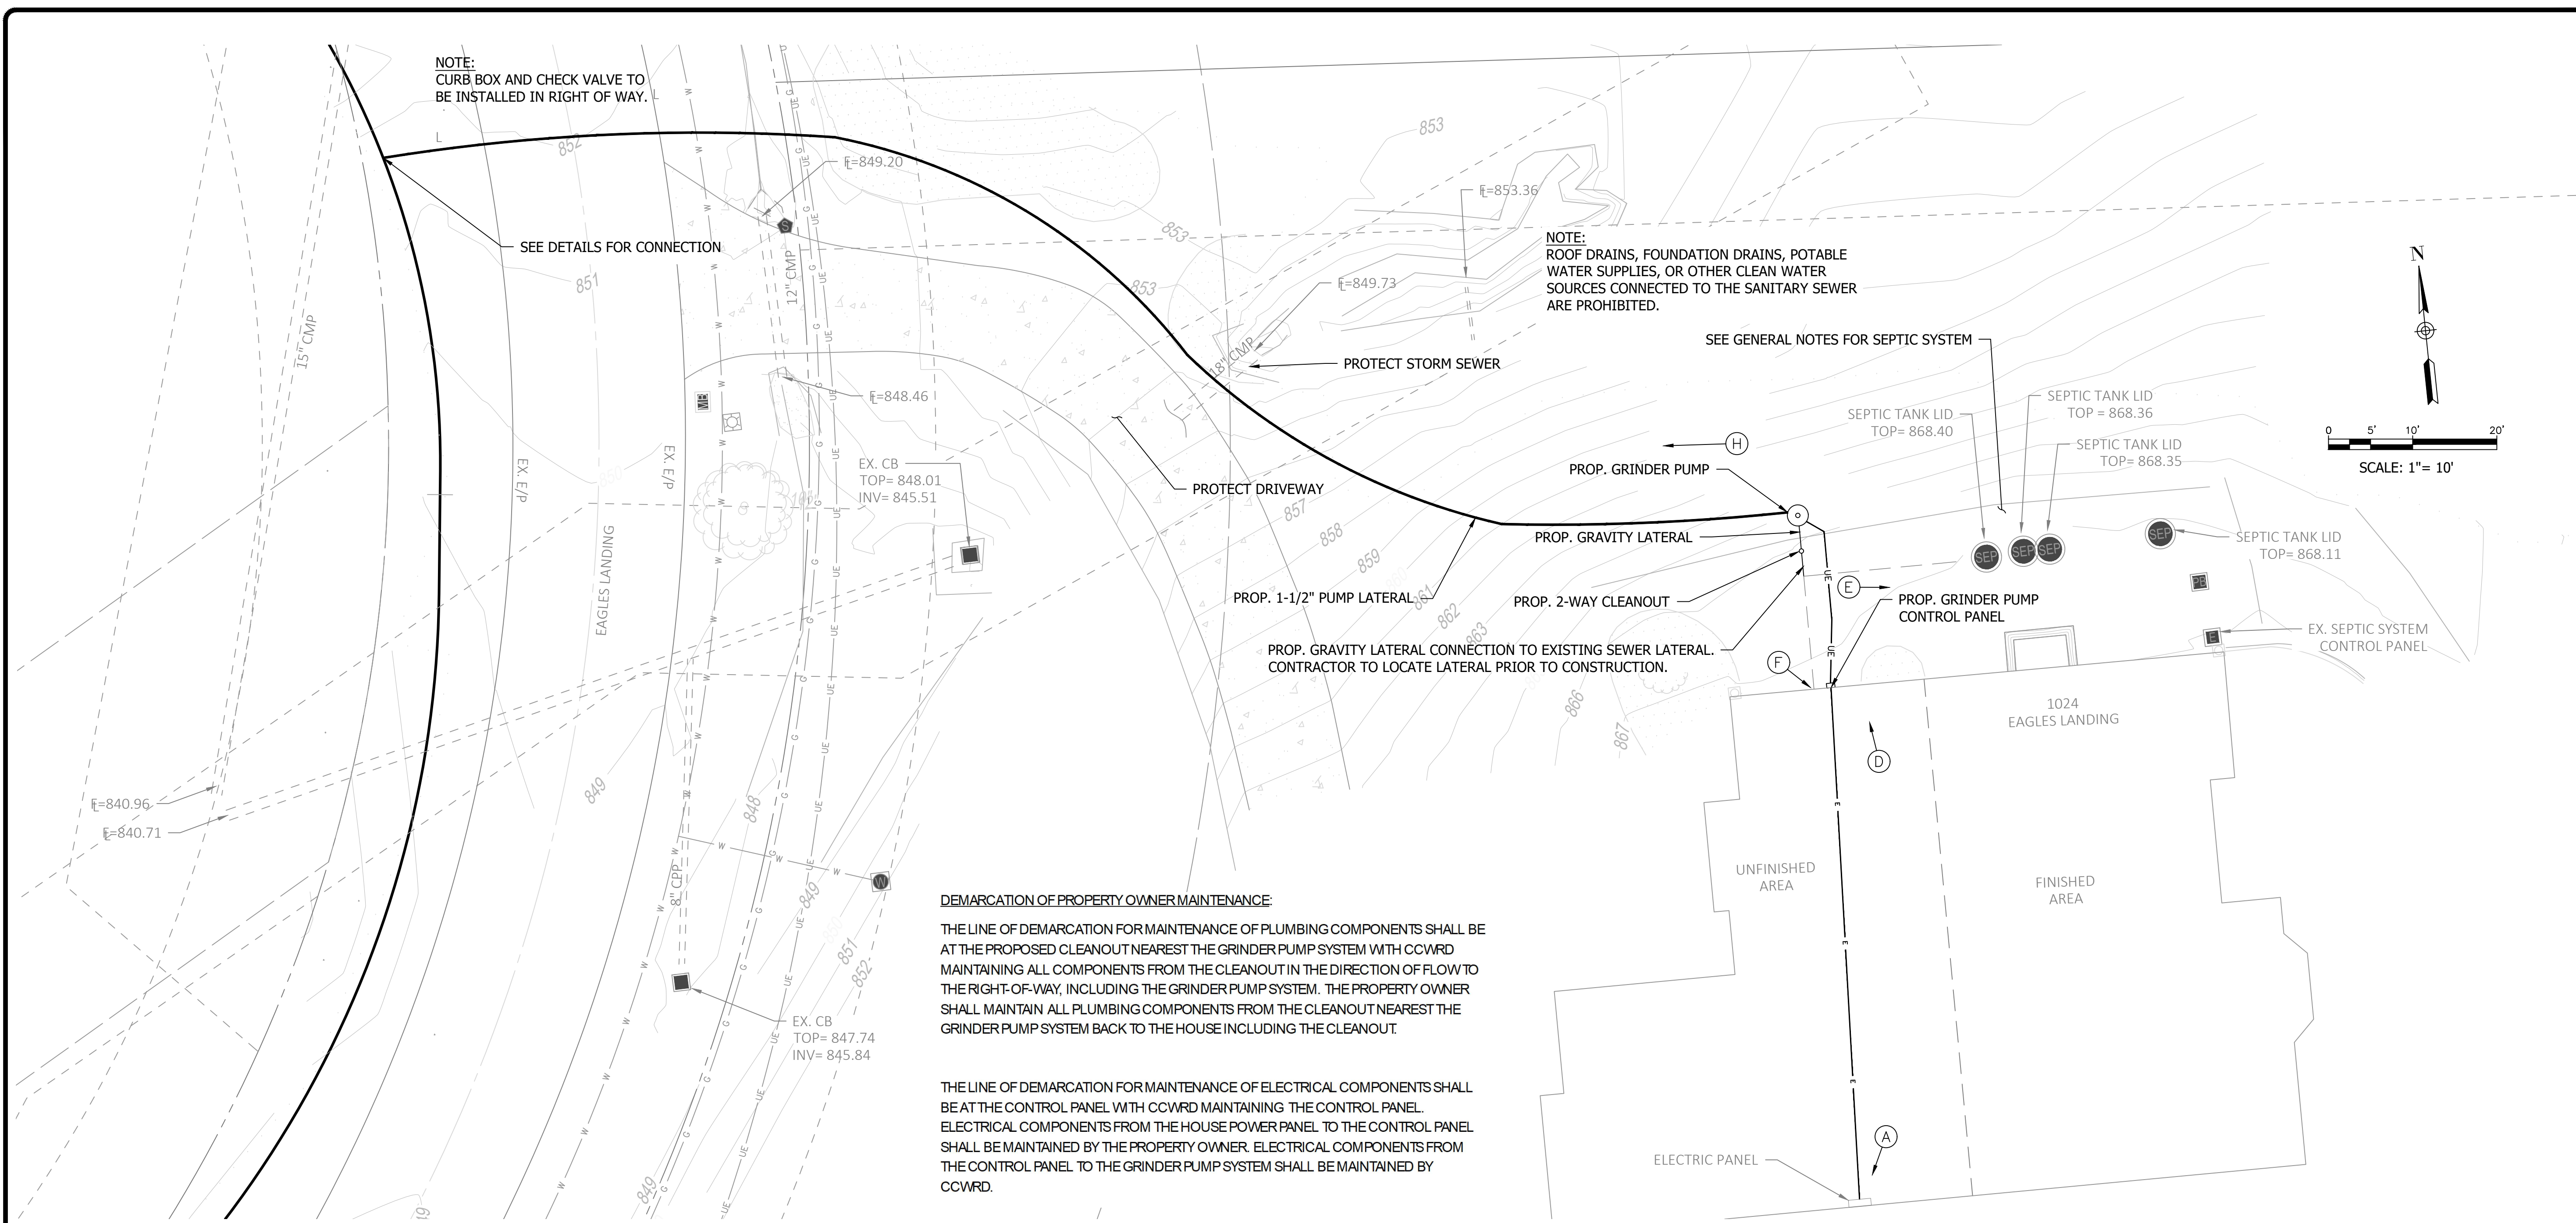 NOTE:
CURB BOX AND CHECK VALVE TO
BE INSTALLED IN RIGHT OF WAY.
L
L
852
FL=849.20
853
FL=853.36
S
SEE DETAILS FOR CONNECTION
851
12" CMP
15" CMP
853
853
FL=849.73
NOTE:
ROOF DRAINS, FOUNDATION DRAINS, POTABLE
WATER SUPPLIES, OR OTHER CLEAN WATER
SOURCES CONNECTED TO THE SANITARY SEWER
ARE PROHIBITED.
N
SEE GENERAL NOTES FOR SEPTIC SYSTEM
18" CMP
PROTECT STORM SEWER
FL=848.46
MB
SEPTIC TANK LID
TOP = 868.36
SEPTIC TANK LID
TOP= 868.40
SEPTIC TANK LID
TOP= 868.35
0 5' 10' 20'
SCALE: 1"= 10'
H
EX. E/P
EX. E/P
EX. CB
TOP= 848.01
INV= 845.51
PROP. GRINDER PUMP
PROTECT DRIVEWAY
857
858
859
861
862
863
866
867
PROP. GRAVITY LATERAL
SEP
SEP
SEP
SEP
SEPTIC TANK LID
TOP= 868.11
PB
EAGLES LANDING
PROP. 1-1/2" PUMP LATERAL
PROP. 2-WAY CLEANOUT
UE
UE
E
PROP. GRINDER PUMP
CONTROL PANEL
E
EX. SEPTIC SYSTEM
CONTROL PANEL
PROP. GRAVITY LATERAL CONNECTION TO EXISTING SEWER LATERAL.
CONTRACTOR TO LOCATE LATERAL PRIOR TO CONSTRUCTION.
F
1024
EAGLES LANDING
D
849
848
FL=840.96
FL=840.71
8" CPP
W
849
851
852
UNFINISHED
AREA
FINISHED
AREA
DEMARCATION OF PROPERTY OWNER MAINTENANCE:
THE LINE OF DEMARCATION FOR MAINTENANCE OF PLUMBING COMPONENTS SHALL BE
AT THE PROPOSED CLEANOUT NEAREST THE GRINDER PUMP SYSTEM WITH CCWRD
MAINTAINING ALL COMPONENTS FROM THE CLEANOUT IN THE DIRECTION OF FLOW TO
THE RIGHT-OF-WAY, INCLUDING THE GRINDER PUMP SYSTEM. THE PROPERTY OWNER
SHALL MAINTAIN ALL PLUMBING COMPONENTS FROM THE CLEANOUT NEAREST THE
GRINDER PUMP SYSTEM BACK TO THE HOUSE INCLUDING THE CLEANOUT.
EX. CB
TOP= 847.74
INV= 845.84
THE LINE OF DEMARCATION FOR MAINTENANCE OF ELECTRICAL COMPONENTS SHALL
BE AT THE CONTROL PANEL WITH CCWRD MAINTAINING THE CONTROL PANEL.
ELECTRICAL COMPONENTS FROM THE HOUSE POWER PANEL TO THE CONTROL PANEL
SHALL BE MAINTAINED BY THE PROPERTY OWNER. ELECTRICAL COMPONENTS FROM
THE CONTROL PANEL TO THE GRINDER PUMP SYSTEM SHALL BE MAINTAINED BY
CCWRD.
A
ELECTRIC PANEL
849